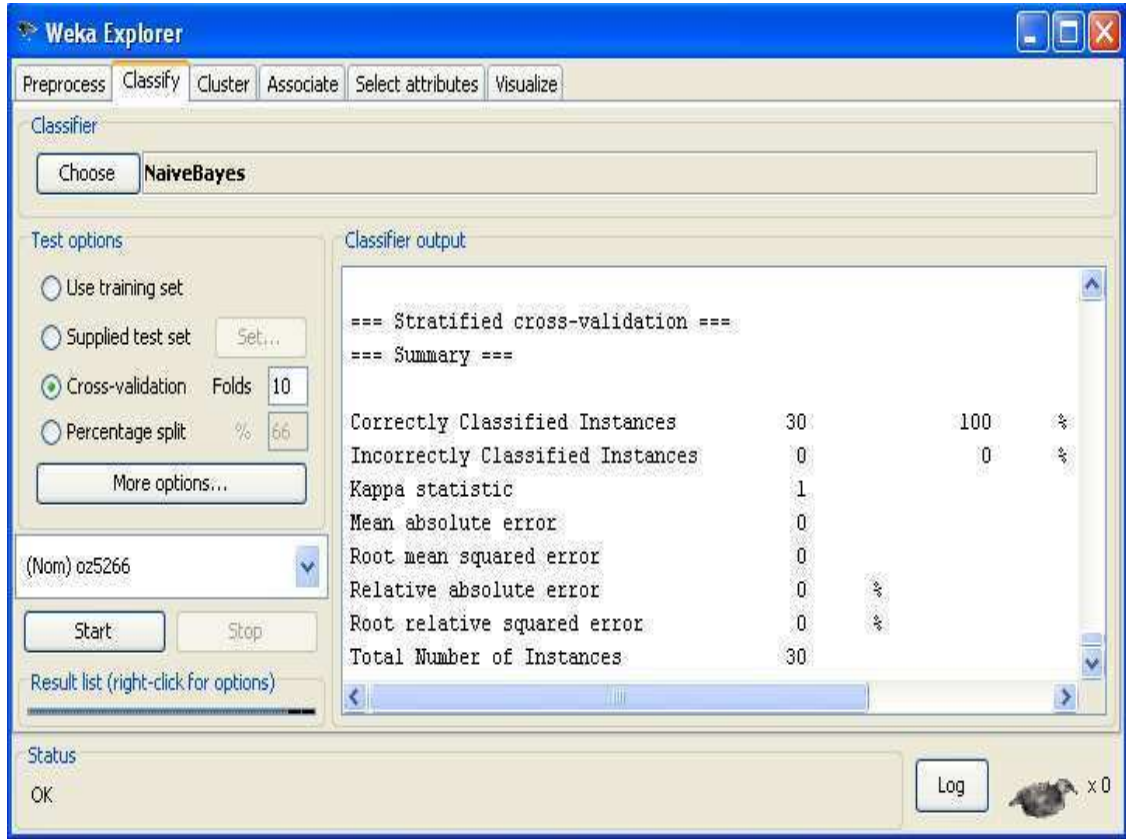 Weka Explorer
Preprocess Classify Cluster Associate Select attributes Visualize
Classifier
Choose NaiveBayes
Test options
Use training set
Supplied test set Set...
Cross-validation Folds 10
Percentage split % 66
More options...
(Nom) oz5266
Start Stop
Result list (right-click for options)
Classifier output
=== Stratified cross-validation ===
=== Summary ===
Correctly Classified Instances 30 100 %
Incorrectly Classified Instances 0 0 %
Kappa statistic 1
Mean absolute error 0
Root mean squared error 0
Relative absolute error 0 %
Root relative squared error 0 %
Total Number of Instances 30
Status
OK
Log
x 0